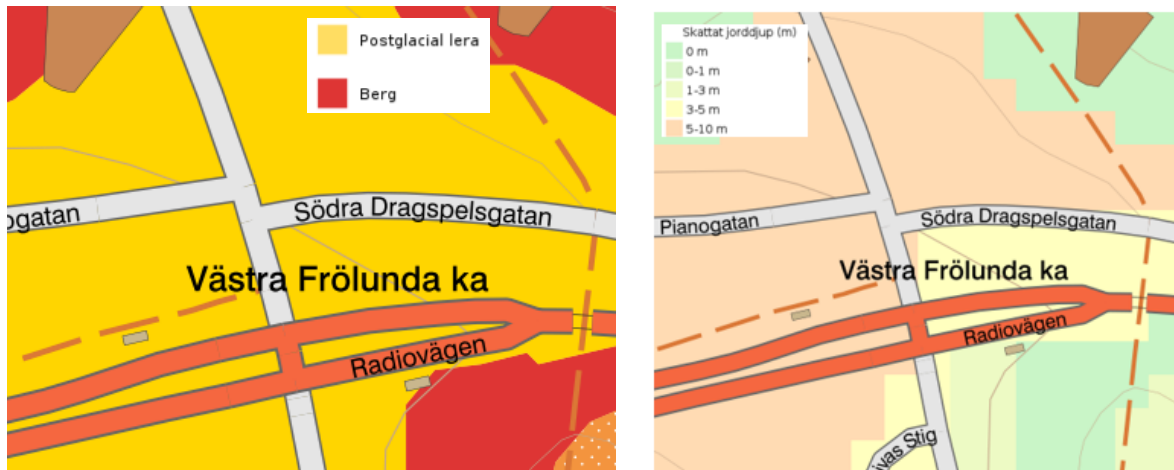 Postglacial lera
Berg
ogatan
Södra Dragspelsgatan
Västra Frölunda ka
Radiovägen
Skattat jorddjup (m)
0 m
0-1 m
1-3 m
3-5 m
5-10 m
Pianogatan
Södra Dragspelsgatan
Västra Frölunda ka
Radiovägen
ivas Stig